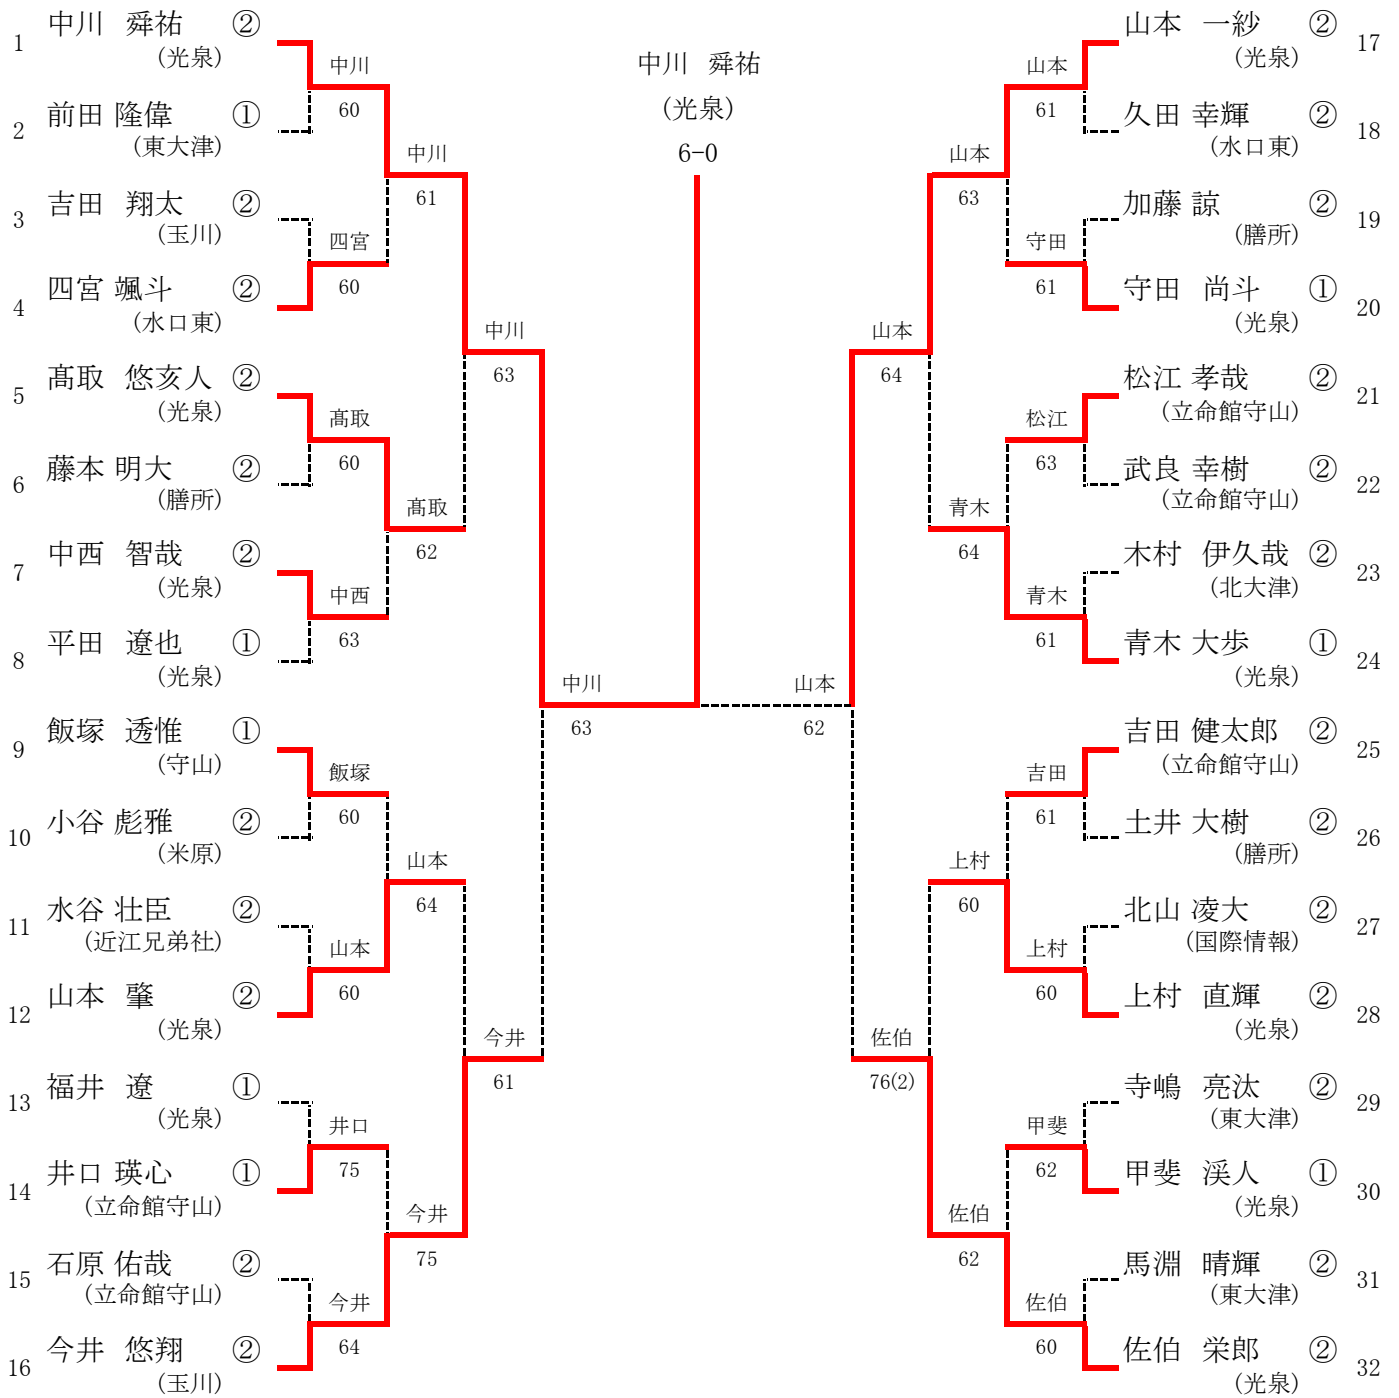 1 中川 舜祐 ②
(光泉)
2 前田 隆偉 ①
(東大津)
3 吉田 翔太 ②
(玉川)
4 四宮 颯斗 ②
(水口東)
5 髙取 悠玄人 ②
(光泉)
6 藤本 明大 ②
(膳所)
7 中西 智哉 ②
(光泉)
8 平田 遼也 ①
(光泉)
9 飯塚 透惟 ①
(守山)
10 小谷 彪雅 ②
(米原)
11 水谷 壮臣 ②
(近江兄弟社)
12 山本 肇 ②
(光泉)
13 福井 遼 ①
(光泉)
14 井口 瑛心 ①
(立命館守山)
15 石原 佑哉 ②
(立命館守山)
16 今井 悠翔 ②
(玉川)
中川
60
四宮
60
髙取
60
中西
63
飯塚
60
山本
60
井口
75
今井
64
中川
61
髙取
62
山本
64
今井
75
中川
63
今井
61
中川
63
中川 舜祐
(光泉)
6-0
山本
62
山本
64
佐伯
76(2)
山本
63
青木
64
上村
60
佐伯
62
山本
61
守田
61
松江
63
青木
61
吉田
61
上村
60
甲斐
62
佐伯
60
山本 一紗 ② 17
(光泉)
久田 幸輝 ② 18
(水口東)
加藤 諒 ② 19
(膳所)
守田 尚斗 ① 20
(光泉)
松江 孝哉 ② 21
(立命館守山)
武良 幸樹 ② 22
(立命館守山)
木村 伊久哉 ② 23
(北大津)
青木 大歩 ① 24
(光泉)
吉田 健太郎 ② 25
(立命館守山)
土井 大樹 ② 26
(膳所)
北山 凌大 ② 27
(国際情報)
上村 直輝 ② 28
(光泉)
寺嶋 亮汰 ② 29
(東大津)
甲斐 渓人 ① 30
(光泉)
馬淵 晴輝 ② 31
(東大津)
佐伯 栄郎 ② 32
(光泉)